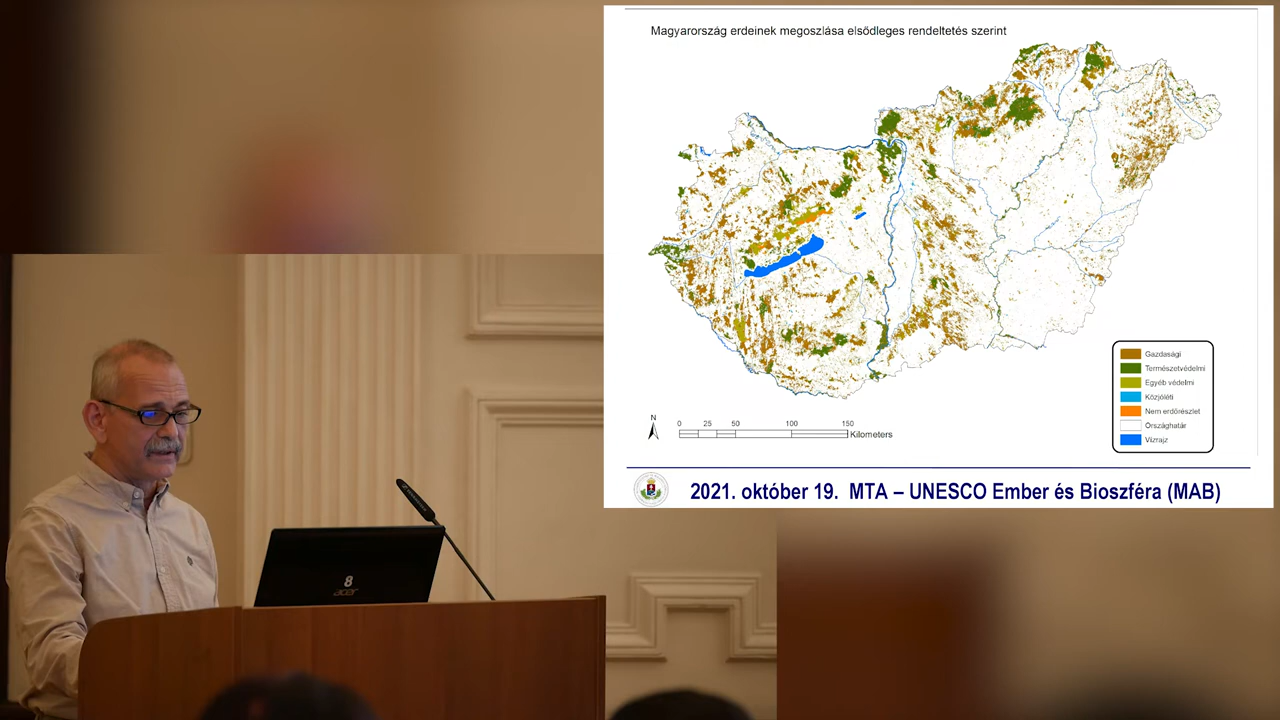 Magyarország erdeinek megoszlása elsődleges rendeltetés szerint
Gazdasági
Természetvédelmi
Egyéb védelmi
Közjóléti
Nem erdőrészlet
Országhatár
Vízrajz
N
0 25 50 100 150
Kilometers
2021. október 19. MTA – UNESCO Ember és Bioszféra (MAB)
8
acer